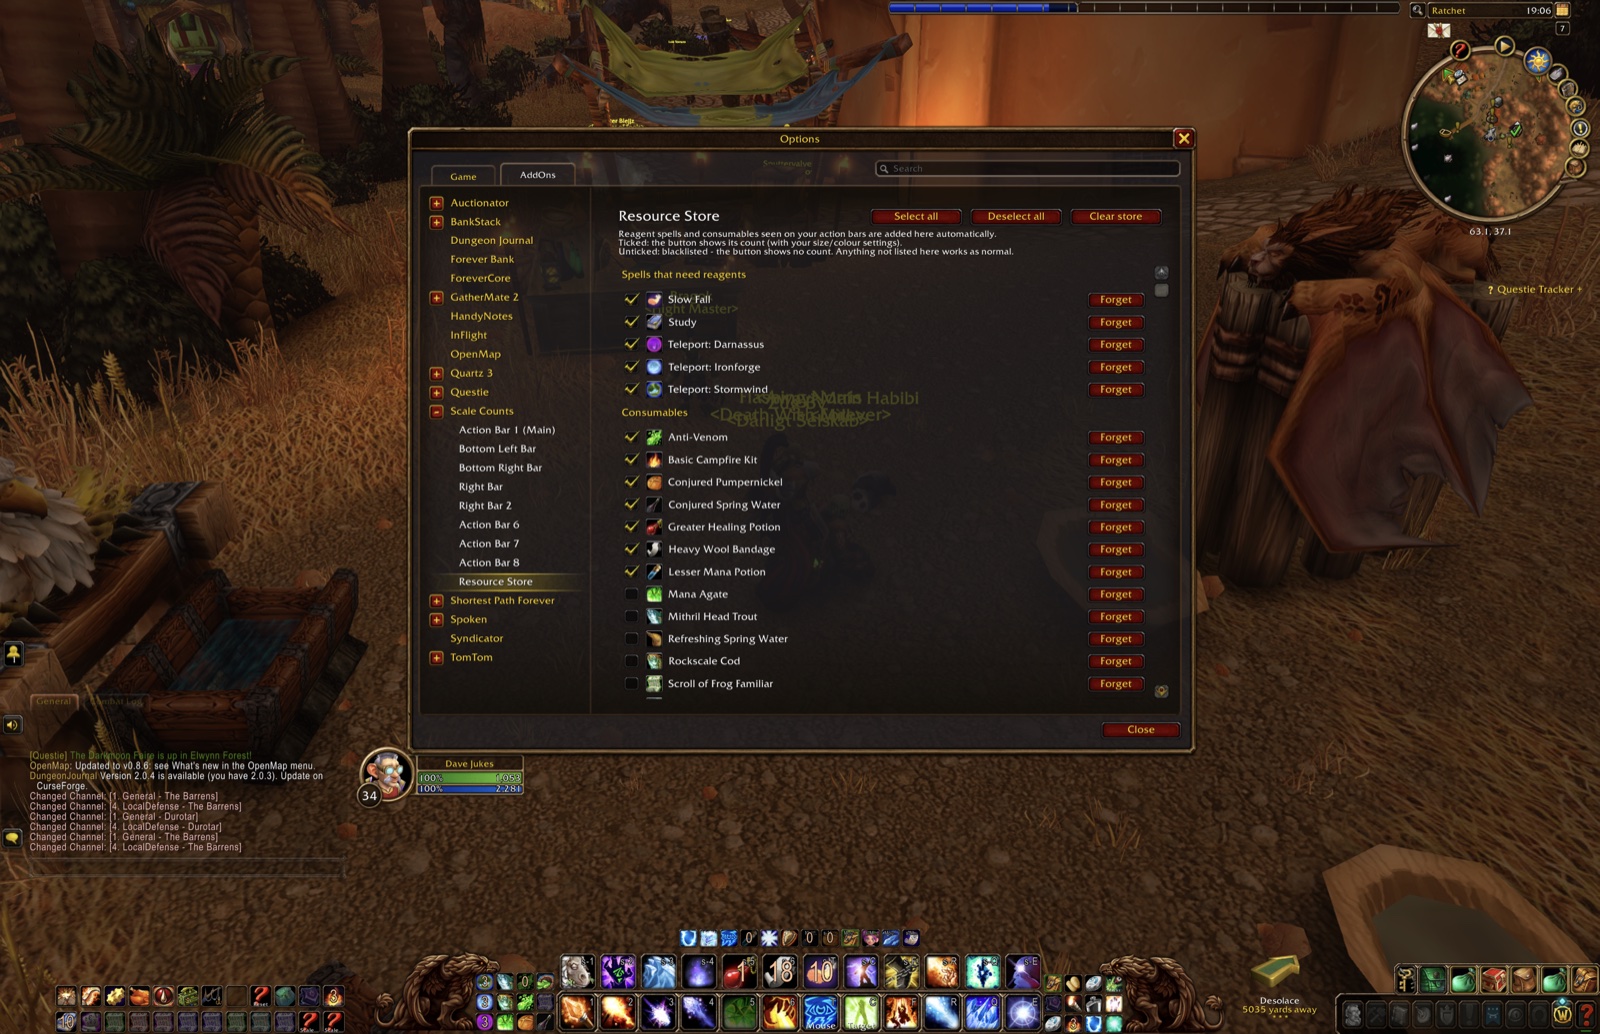 Ratchet
19:06
7
Options
Game
AddOns
Search
Auctionator
BankStack
Dungeon Journal
Forever Bank
ForeverCore
GatherMate 2
HandyNotes
InFlight
OpenMap
Quartz 3
Questie
Scale Counts
Action Bar 1 (Main)
Bottom Left Bar
Bottom Right Bar
Right Bar
Right Bar 2
Action Bar 6
Action Bar 7
Action Bar 8
Resource Store
Shortest Path Forever
Spoken
Syndicator
TomTom
Resource Store
Select all
Deselect all
Clear store
Reagent spells and consumables seen on your action bars are added here automatically.
Ticked: the button shows its count (with your size/colour settings).
Unticked: blacklisted - the button shows no count. Anything not listed here works as normal.
Spells that need reagents
Slow Fall Forget
Study Forget
Teleport: Darnassus Forget
Teleport: Ironforge Forget
Teleport: Stormwind Forget
Consumables
Anti-Venom Forget
Basic Campfire Kit Forget
Conjured Pumpernickel Forget
Conjured Spring Water Forget
Greater Healing Potion Forget
Heavy Wool Bandage Forget
Lesser Mana Potion Forget
Mana Agate Forget
Mithril Head Trout Forget
Refreshing Spring Water Forget
Rockscale Cod Forget
Scroll of Frog Familiar Forget
Close
63.1, 37.1
? Questie Tracker +
General
[Questie] The Darkmoon Faire is up in Elwynn Forest!
OpenMap: Updated to v0.8.6: see What's new in the OpenMap menu.
DungeonJournal Version 2.0.4 is available (you have 2.0.3). Update on
CurseForge.
Changed Channel: [1. General - The Barrens]
Changed Channel: [4. LocalDefense - The Barrens]
Changed Channel: [1. General - Durotar]
Changed Channel: [4. LocalDefense - Durotar]
Changed Channel: [1. General - The Barrens]
Changed Channel: [4. LocalDefense - The Barrens]
Dave Jukes
100% 1,053
100% 2,281
34
Desolace
5035 yards away